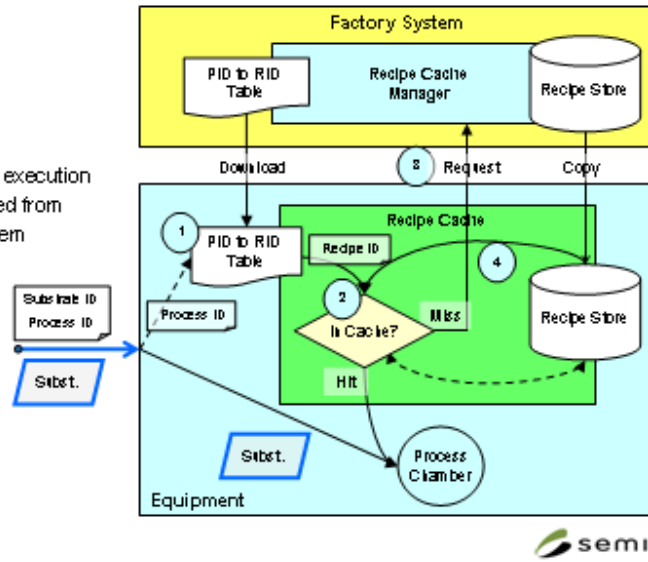 Factory System
PID to RID
Table
Recipe Cache
Manager
Recipe Store
execution
ed from
em
Download
3
Request
Copy
Recipe Cache
1
PID to RID
Table
Recipe ID
4
2
Substrate ID
Process ID
Process ID
In Cache?
Miss
Recipe Store
Subst.
Hit
Subst.
Process
Chamber
Equipment
semi